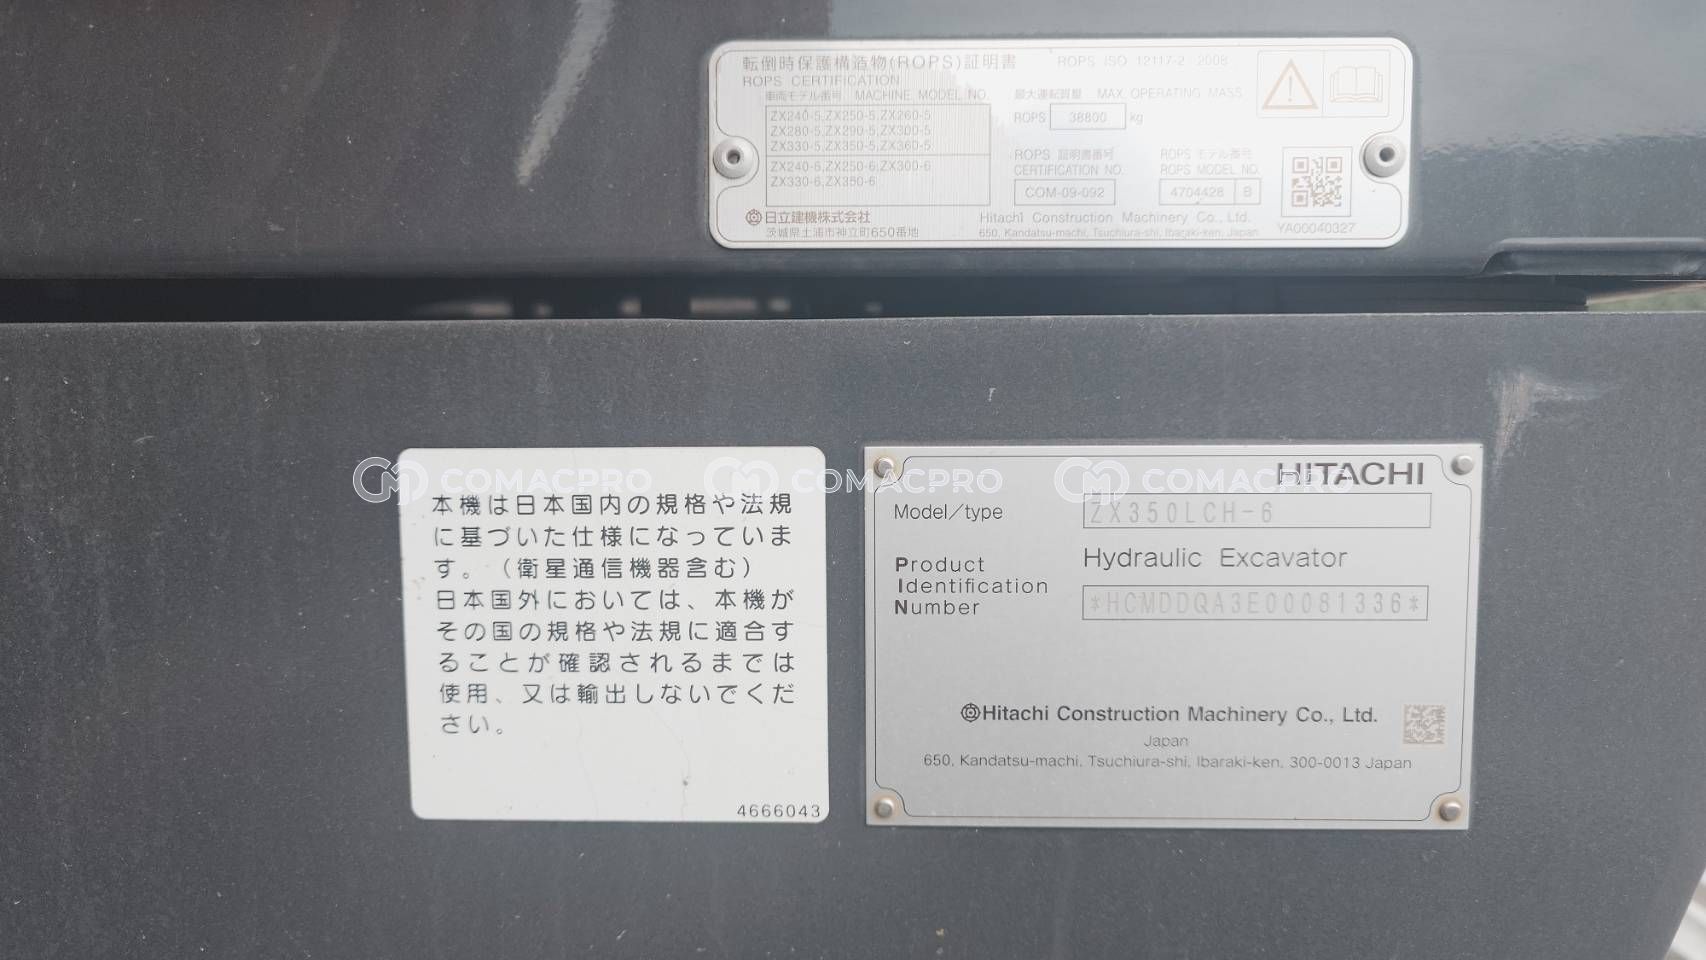 転倒時保護構造物(ROPS)証明書
ROPS CERTIFICATION
ROPS ISO 12117-2 2008
車両モデル番号 MACHINE MODEL NO.
ZX240-5,ZX250-5,ZX260-5
ZX280-5,ZX290-5,ZX300-5
ZX330-5,ZX350-5,ZX360-5
ZX240-6,ZX250-6,ZX300-6
ZX330-6,ZX350-6
最大運転質量 MAX. OPERATING MASS
ROPS 38800 kg
ROPS 証明書番号
CERTIFICATION NO.
COM-09-092
ROPS モデル番号
ROPS MODEL NO.
4704428 B
日立建機株式会社
茨城県土浦市神立町650番地
Hitachi Construction Machinery Co., Ltd.
650, Kandatsu-machi, Tsuchiura-shi, Ibaraki-ken, Japan
YA00040327
COMACPRO COMACPRO COMACPRO
本機は日本国内の規格や法規
に基づいた仕様になっていま
す。（衛星通信機器含む）
日本国外においては、本機が
その国の規格や法規に適合す
ることが確認されるまでは
使用、又は輸出しないでくだ
さい。
4666043
HITACHI
Model/type ZX350LCH-6
Hydraulic Excavator
Product
Identification
Number
*HCMDDQA3E00081336*
Hitachi Construction Machinery Co., Ltd.
Japan
650, Kandatsu-machi, Tsuchiura-shi, Ibaraki-ken, 300-0013 Japan